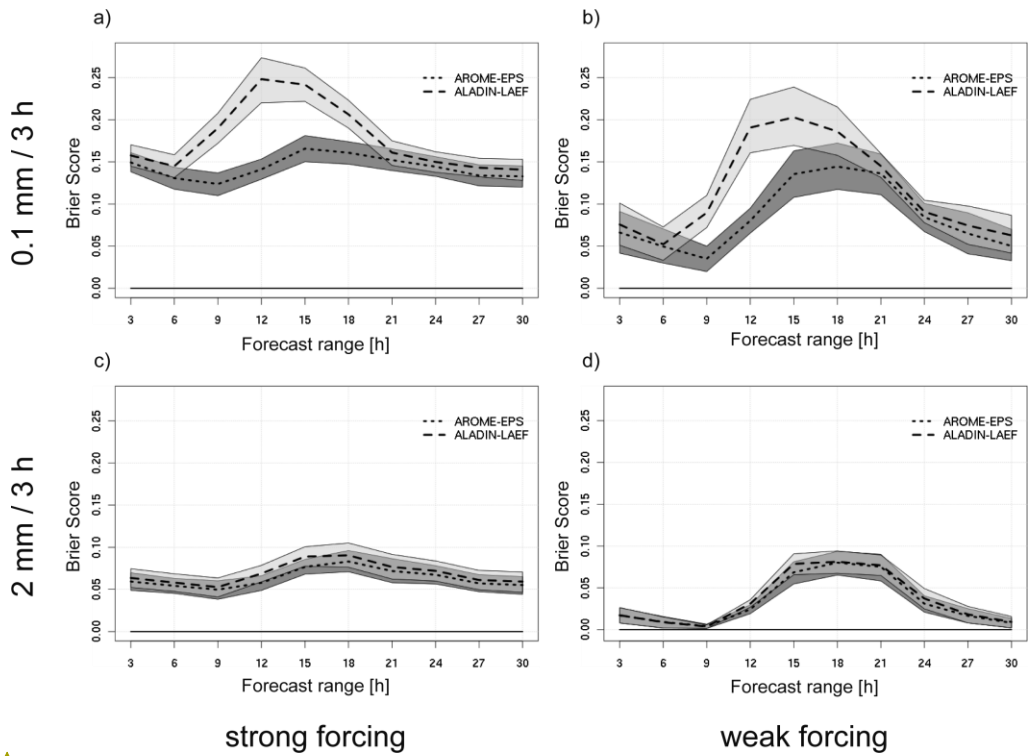 a)
0.1 mm / 3 h
Brier Score
0.00 0.05 0.10 0.15 0.20 0.25
AROME-EPS
ALADIN-LAEF
3 6 9 12 15 18 21 24 27 30
Forecast range [h]
b)
Brier Score
0.00 0.05 0.10 0.15 0.20 0.25
AROME-EPS
ALADIN-LAEF
3 6 9 12 15 18 21 24 27 30
Forecast range [h]
c)
2 mm / 3 h
Brier Score
0.00 0.05 0.10 0.15 0.20 0.25
AROME-EPS
ALADIN-LAEF
3 6 9 12 15 18 21 24 27 30
Forecast range [h]
d)
Brier Score
0.00 0.05 0.10 0.15 0.20 0.25
AROME-EPS
ALADIN-LAEF
3 6 9 12 15 18 21 24 27 30
Forecast range [h]
strong forcing
weak forcing